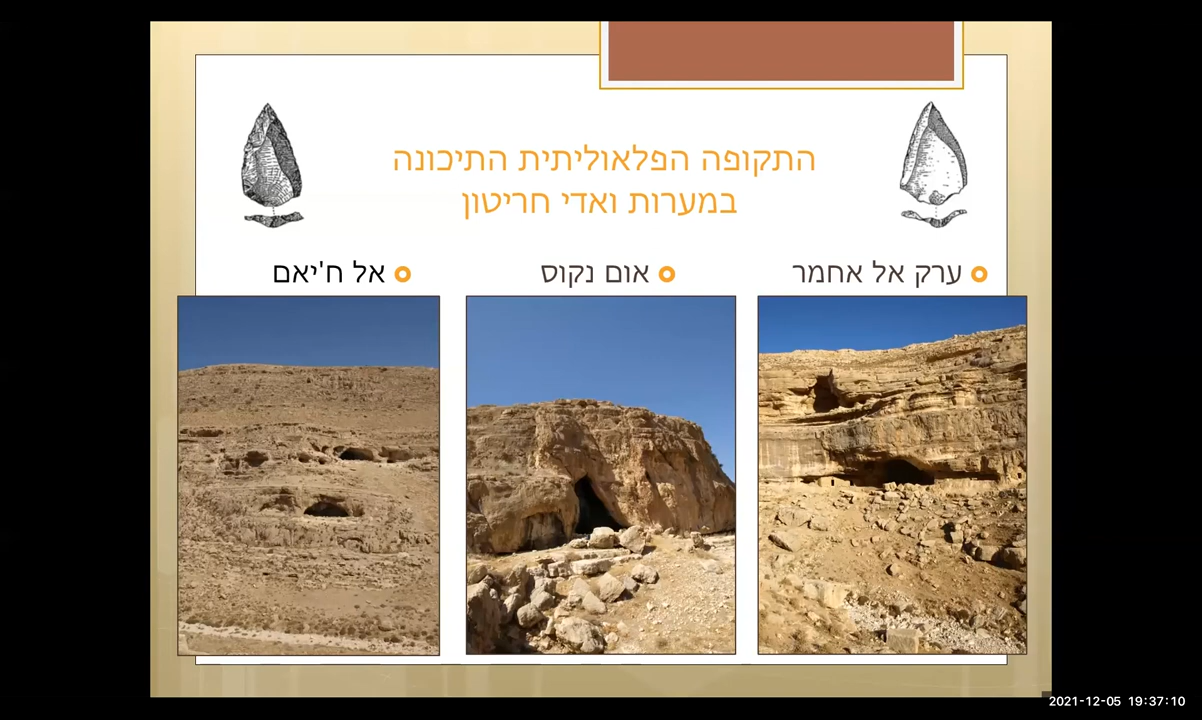 התקופה הפלאוליתית התיכונה
במערות ואדי חריטון
ערק אל אחמר
אום נקוס
אל ח'יאם
2021-12-05 19:37:10